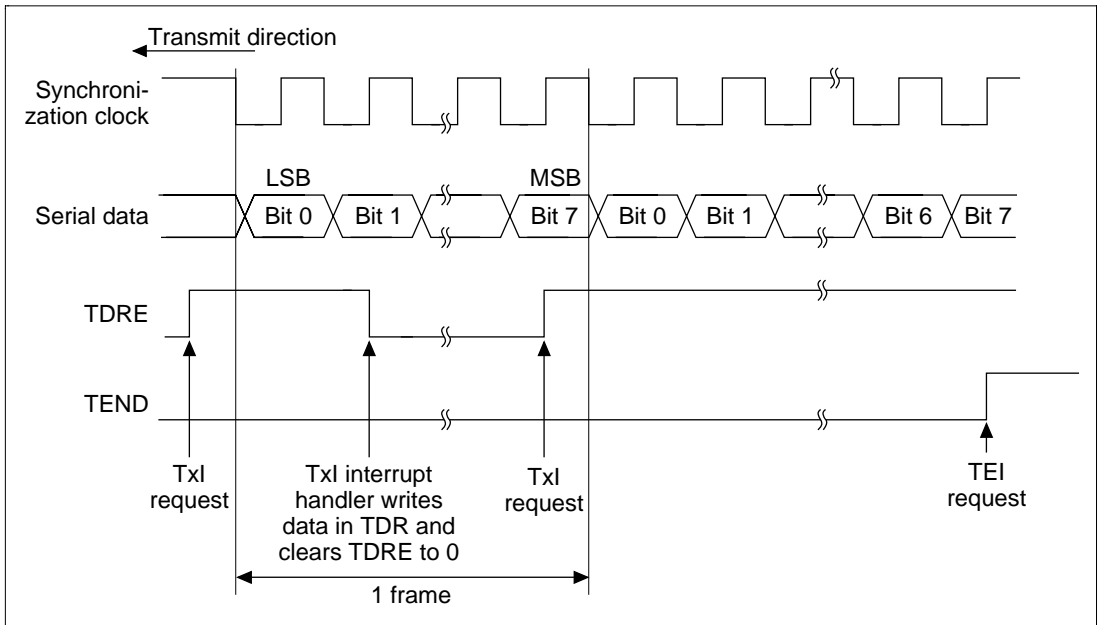 Transmit direction
Synchroni-
zation clock
LSB
MSB
Serial data
Bit 0
Bit 1
Bit 7
Bit 0
Bit 1
Bit 6
Bit 7
TDRE
TEND
TxI
request
TxI interrupt
handler writes
data in TDR and
clears TDRE to 0
TxI
request
TEI
request
1 frame